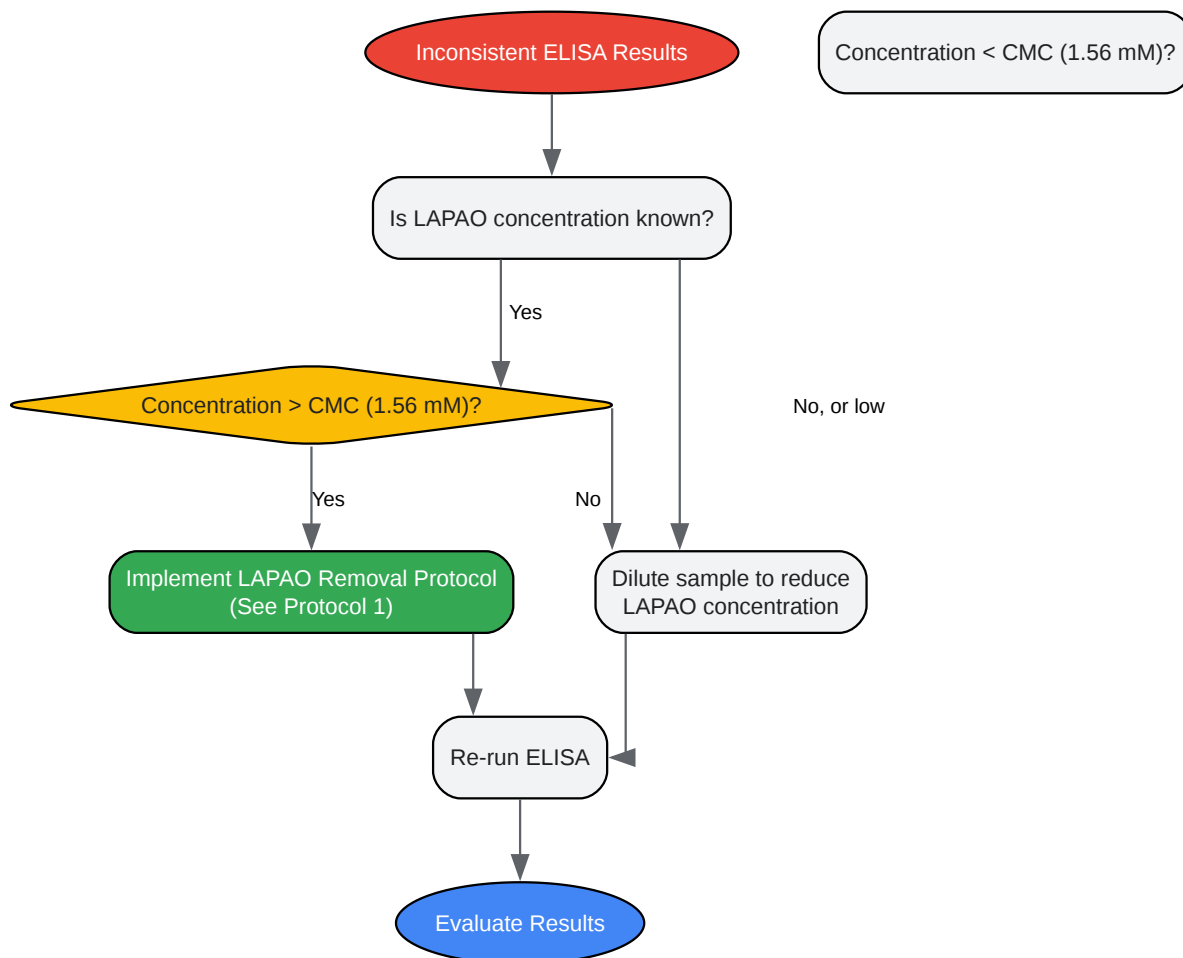 Inconsistent ELISA Results
Concentration < CMC (1.56 mM)?
Is LAPAO concentration known?
Yes
Concentration > CMC (1.56 mM)?
No, or low
Yes
No
Implement LAPAO Removal Protocol
(See Protocol 1)
Dilute sample to reduce
LAPAO concentration
Re-run ELISA
Evaluate Results